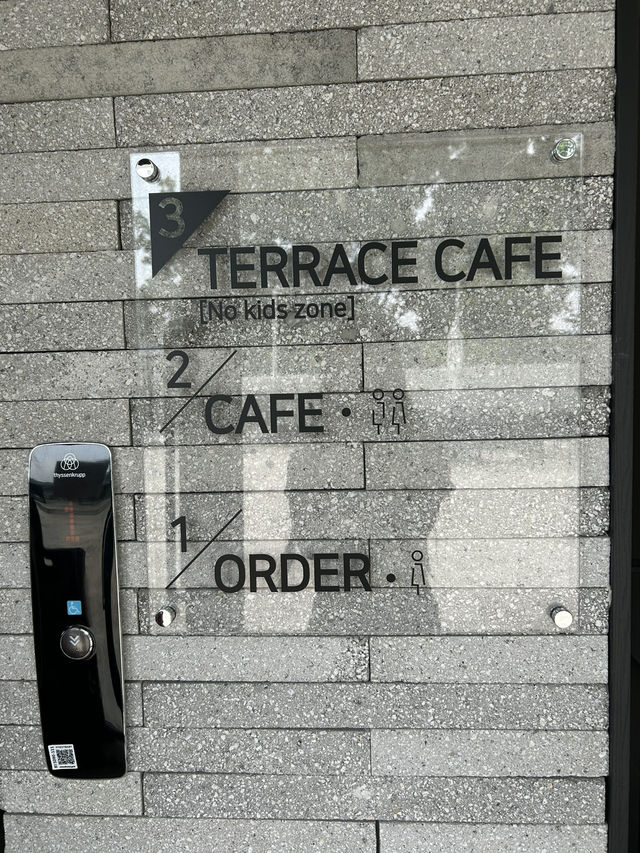 3
TERRACE CAFE
[No kids zone]
2
CAFE •
thyssenkrupp
1
ORDER •